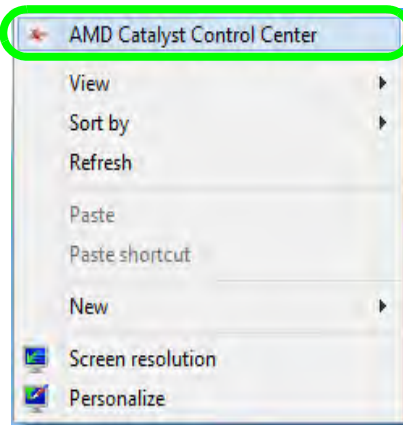 AMD Catalyst Control Center
View
Sort by
Refresh
Paste
Paste shortcut
New
Screen resolution
Personalize